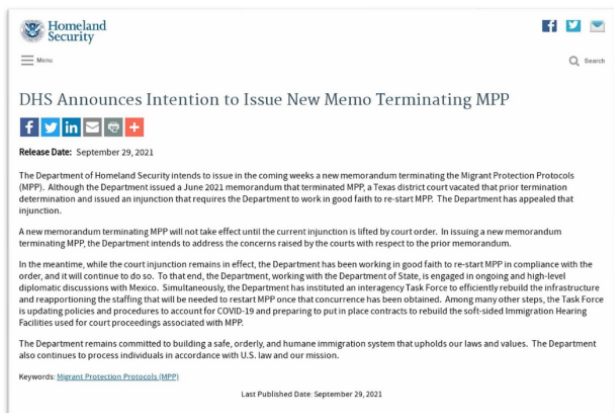 Homeland
Security
Menu
Search
DHS Announces Intention to Issue New Memo Terminating MPP
Release Date: September 29, 2021
The Department of Homeland Security intends to issue in the coming weeks a new memorandum terminating the Migrant Protection Protocols
(MPP). Although the Department issued a June 2021 memorandum that terminated MPP, a Texas district court vacated that prior termination
determination and issued an injunction that requires the Department to work in good faith to re-start MPP. The Department has appealed that
injunction.
A new memorandum terminating MPP will not take effect until the current injunction is lifted by court order. In issuing a new memorandum
terminating MPP, the Department intends to address the concerns raised by the courts with respect to the prior memorandum.
In the meantime, while the court injunction remains in effect, the Department has been working in good faith to re-start MPP in compliance with the
order, and it will continue to do so. To that end, the Department, working with the Department of State, is engaged in ongoing and high-level
diplomatic discussions with Mexico. Simultaneously, the Department has instituted an interagency Task Force to efficiently rebuild the infrastructure
and reapportioning the staffing that will be needed to restart MPP once that concurrence has been obtained. Among many other steps, the Task Force
is updating policies and procedures to account for COVID-19 and preparing to put in place contracts to rebuild the soft-sided Immigration Hearing
Facilities used for court proceedings associated with MPP.
The Department remains committed to building a safe, orderly, and humane immigration system that upholds our laws and values. The Department
also continues to process individuals in accordance with U.S. law and our mission.
Keywords: Migrant Protection Protocols (MPP)
Last Published Date: September 29, 2021